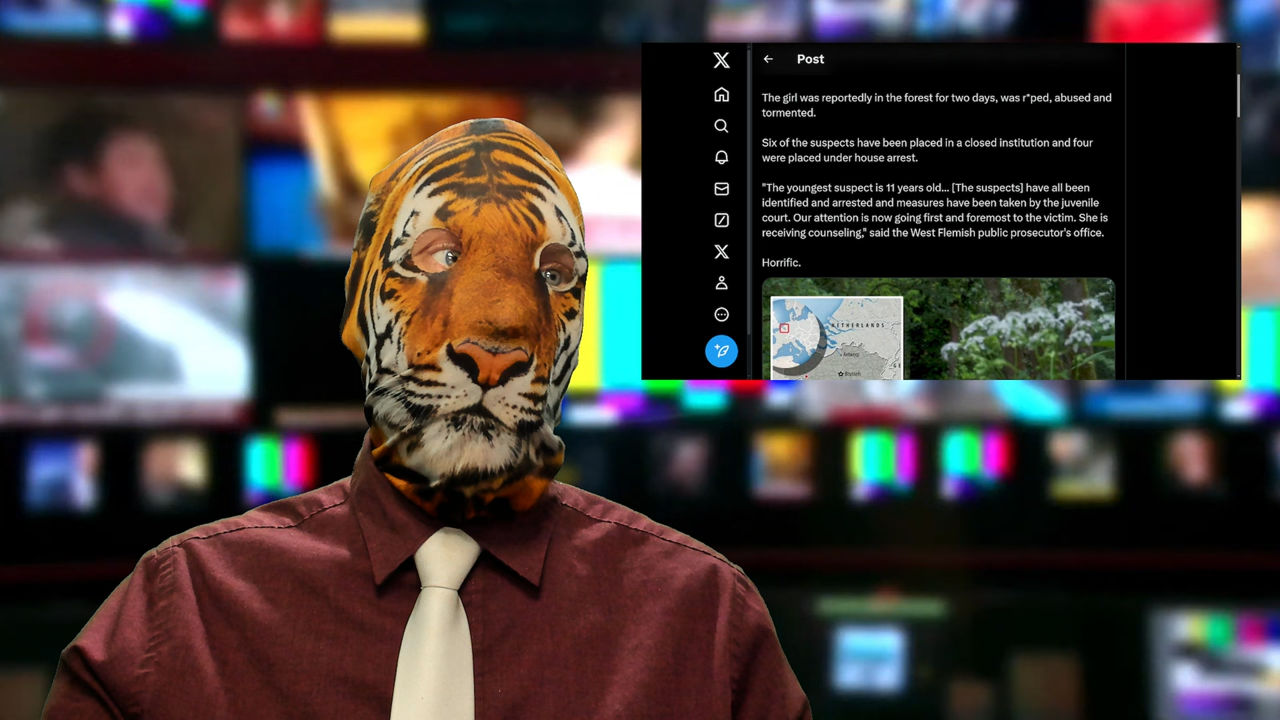 Post
The girl was reportedly in the forest for two days, was r*ped, abused and
tormented.
Six of the suspects have been placed in a closed institution and four
were placed under house arrest.
"The youngest suspect is 11 years old... [The suspects] have all been
identified and arrested and measures have been taken by the juvenile
court. Our attention is now going first and foremost to the victim. She is
receiving counseling," said the West Flemish public prosecutor's office.
Horrific.
NETHERLANDS